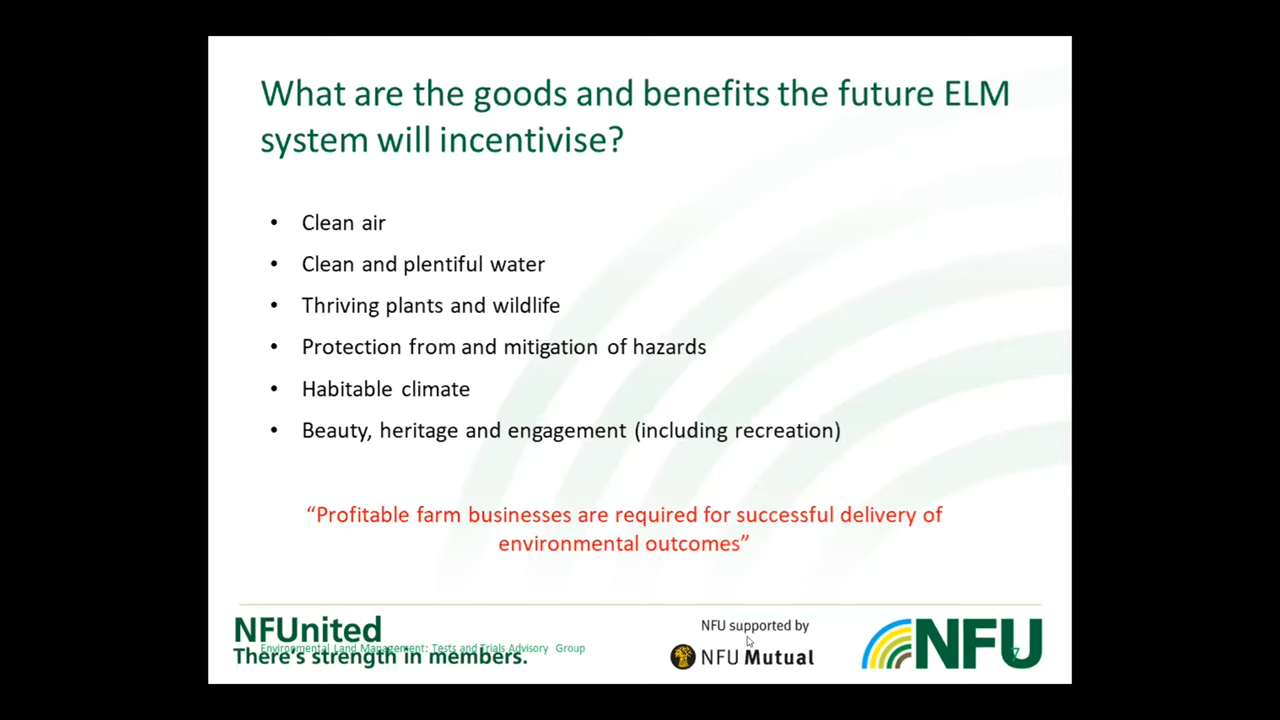 What are the goods and benefits the future ELM
system will incentivise?
• Clean air
• Clean and plentiful water
• Thriving plants and wildlife
• Protection from and mitigation of hazards
• Habitable climate
• Beauty, heritage and engagement (including recreation)
“Profitable farm businesses are required for successful delivery of
environmental outcomes”
NFUnited
Environmental Land Management: Tests and Trials Advisory Group
There's strength in members.
NFU supported by
NFU Mutual
NFU
7